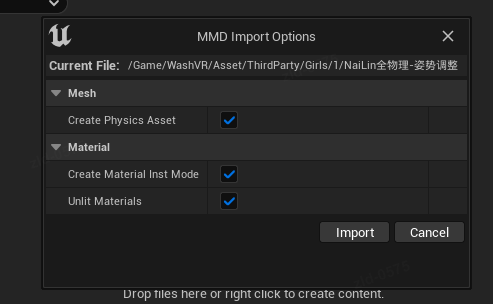 MMD Import Options
Current File: /Game/WashVR/Asset/ThirdParty/Girls/1/NaiLin全物理-姿势调整
Mesh
Create Physics Asset
Material
Create Material Inst Mode
Unlit Materials
Import Cancel
Drop files here or right click to create content.